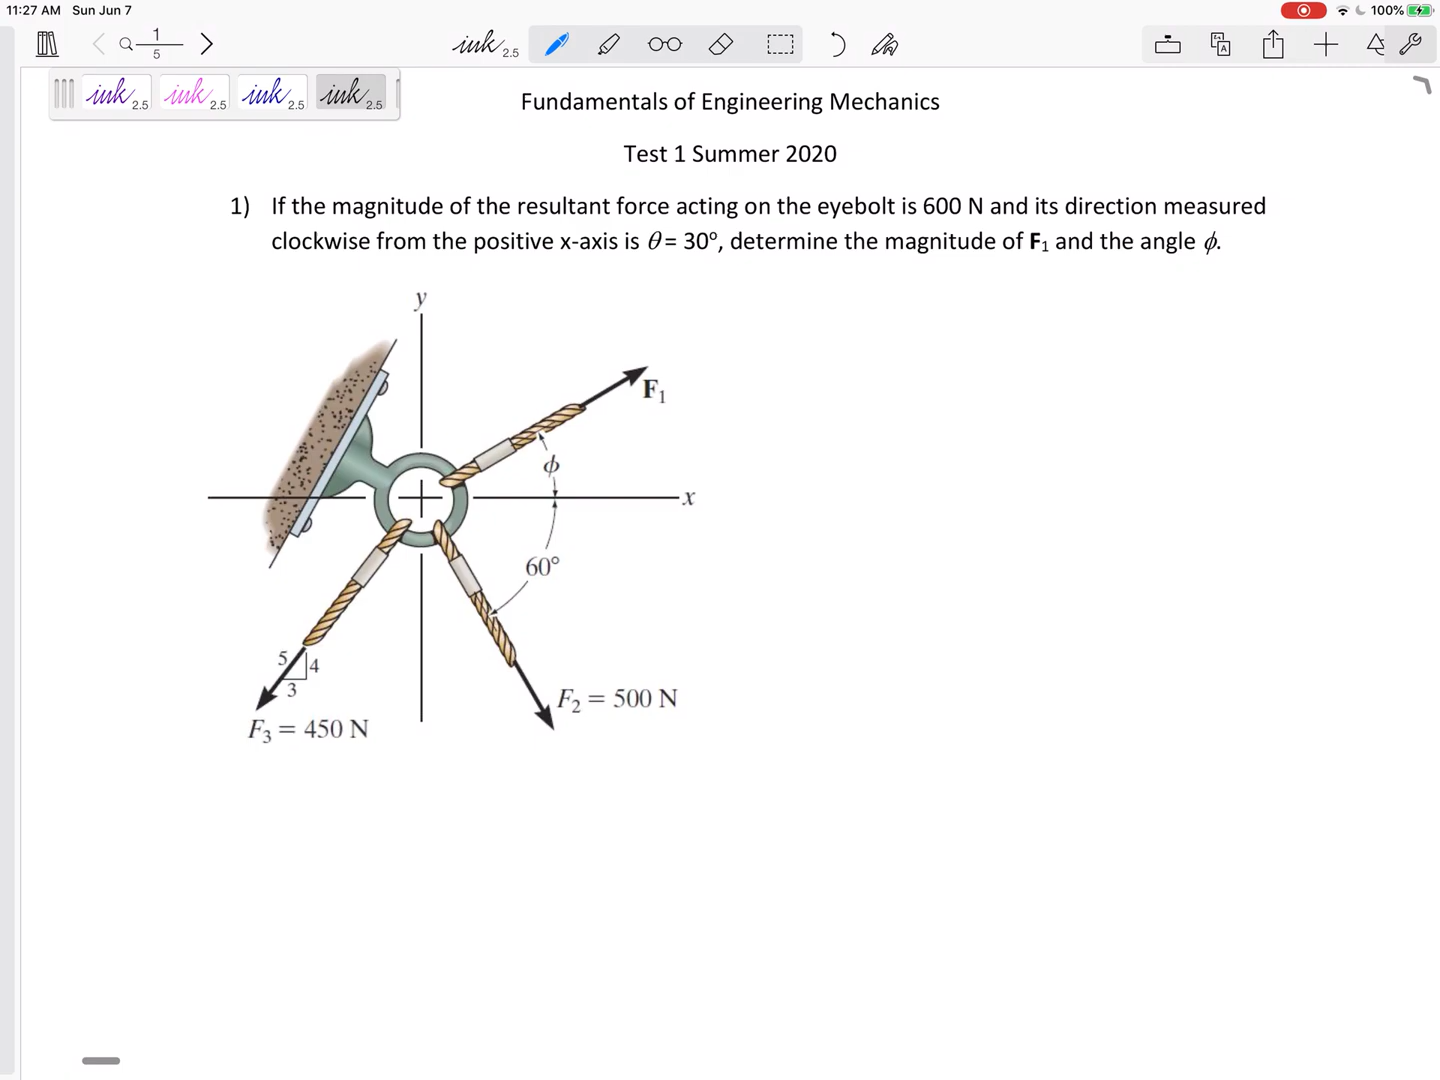 11:27 AM Sun Jun 7
100%
1
5
ink 2.5
ink 2.5
ink 2.5
ink 2.5
ink 2.5
Fundamentals of Engineering Mechanics
Test 1 Summer 2020
1) If the magnitude of the resultant force acting on the eyebolt is 600 N and its direction measured
clockwise from the positive x-axis is θ = 30º, determine the magnitude of F₁ and the angle ϕ.
y
F₁
ϕ
x
60°
5
4
3
F₂ = 500 N
F₃ = 450 N